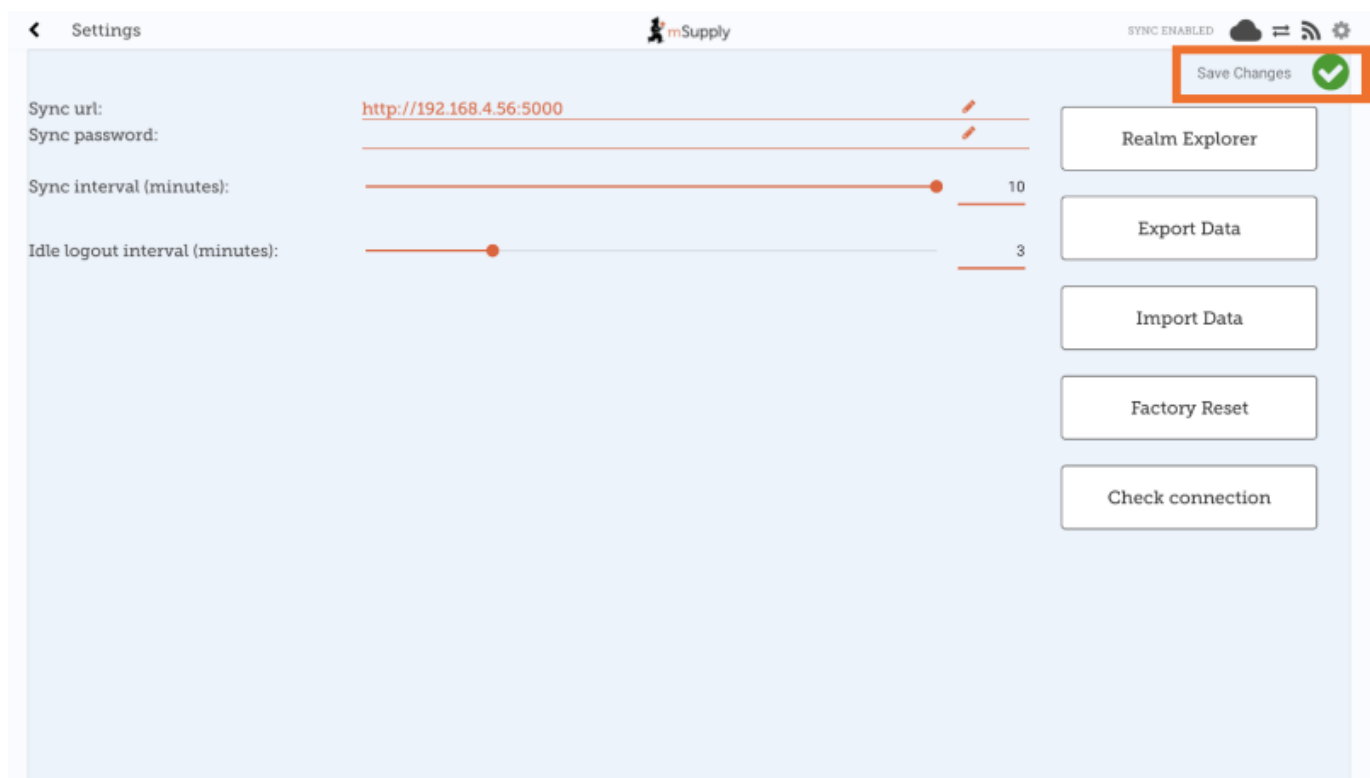 Settings
mSupply
SYNC ENABLED
Save Changes
Sync url: http://192.168.4.56:5000
Sync password:
Sync interval (minutes): 10
Idle logout interval (minutes): 3
Realm Explorer
Export Data
Import Data
Factory Reset
Check connection